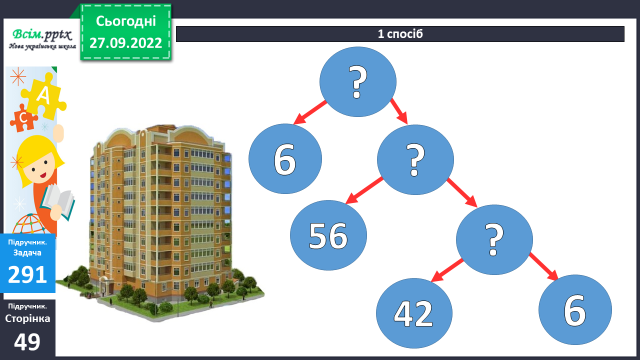 Всім.pptx
Нова українська школа
Сьогодні
27.09.2022
1 спосіб
?
6
?
56
?
42
6
А
С
Підручник.
Задача
291
Підручник.
Сторінка
49